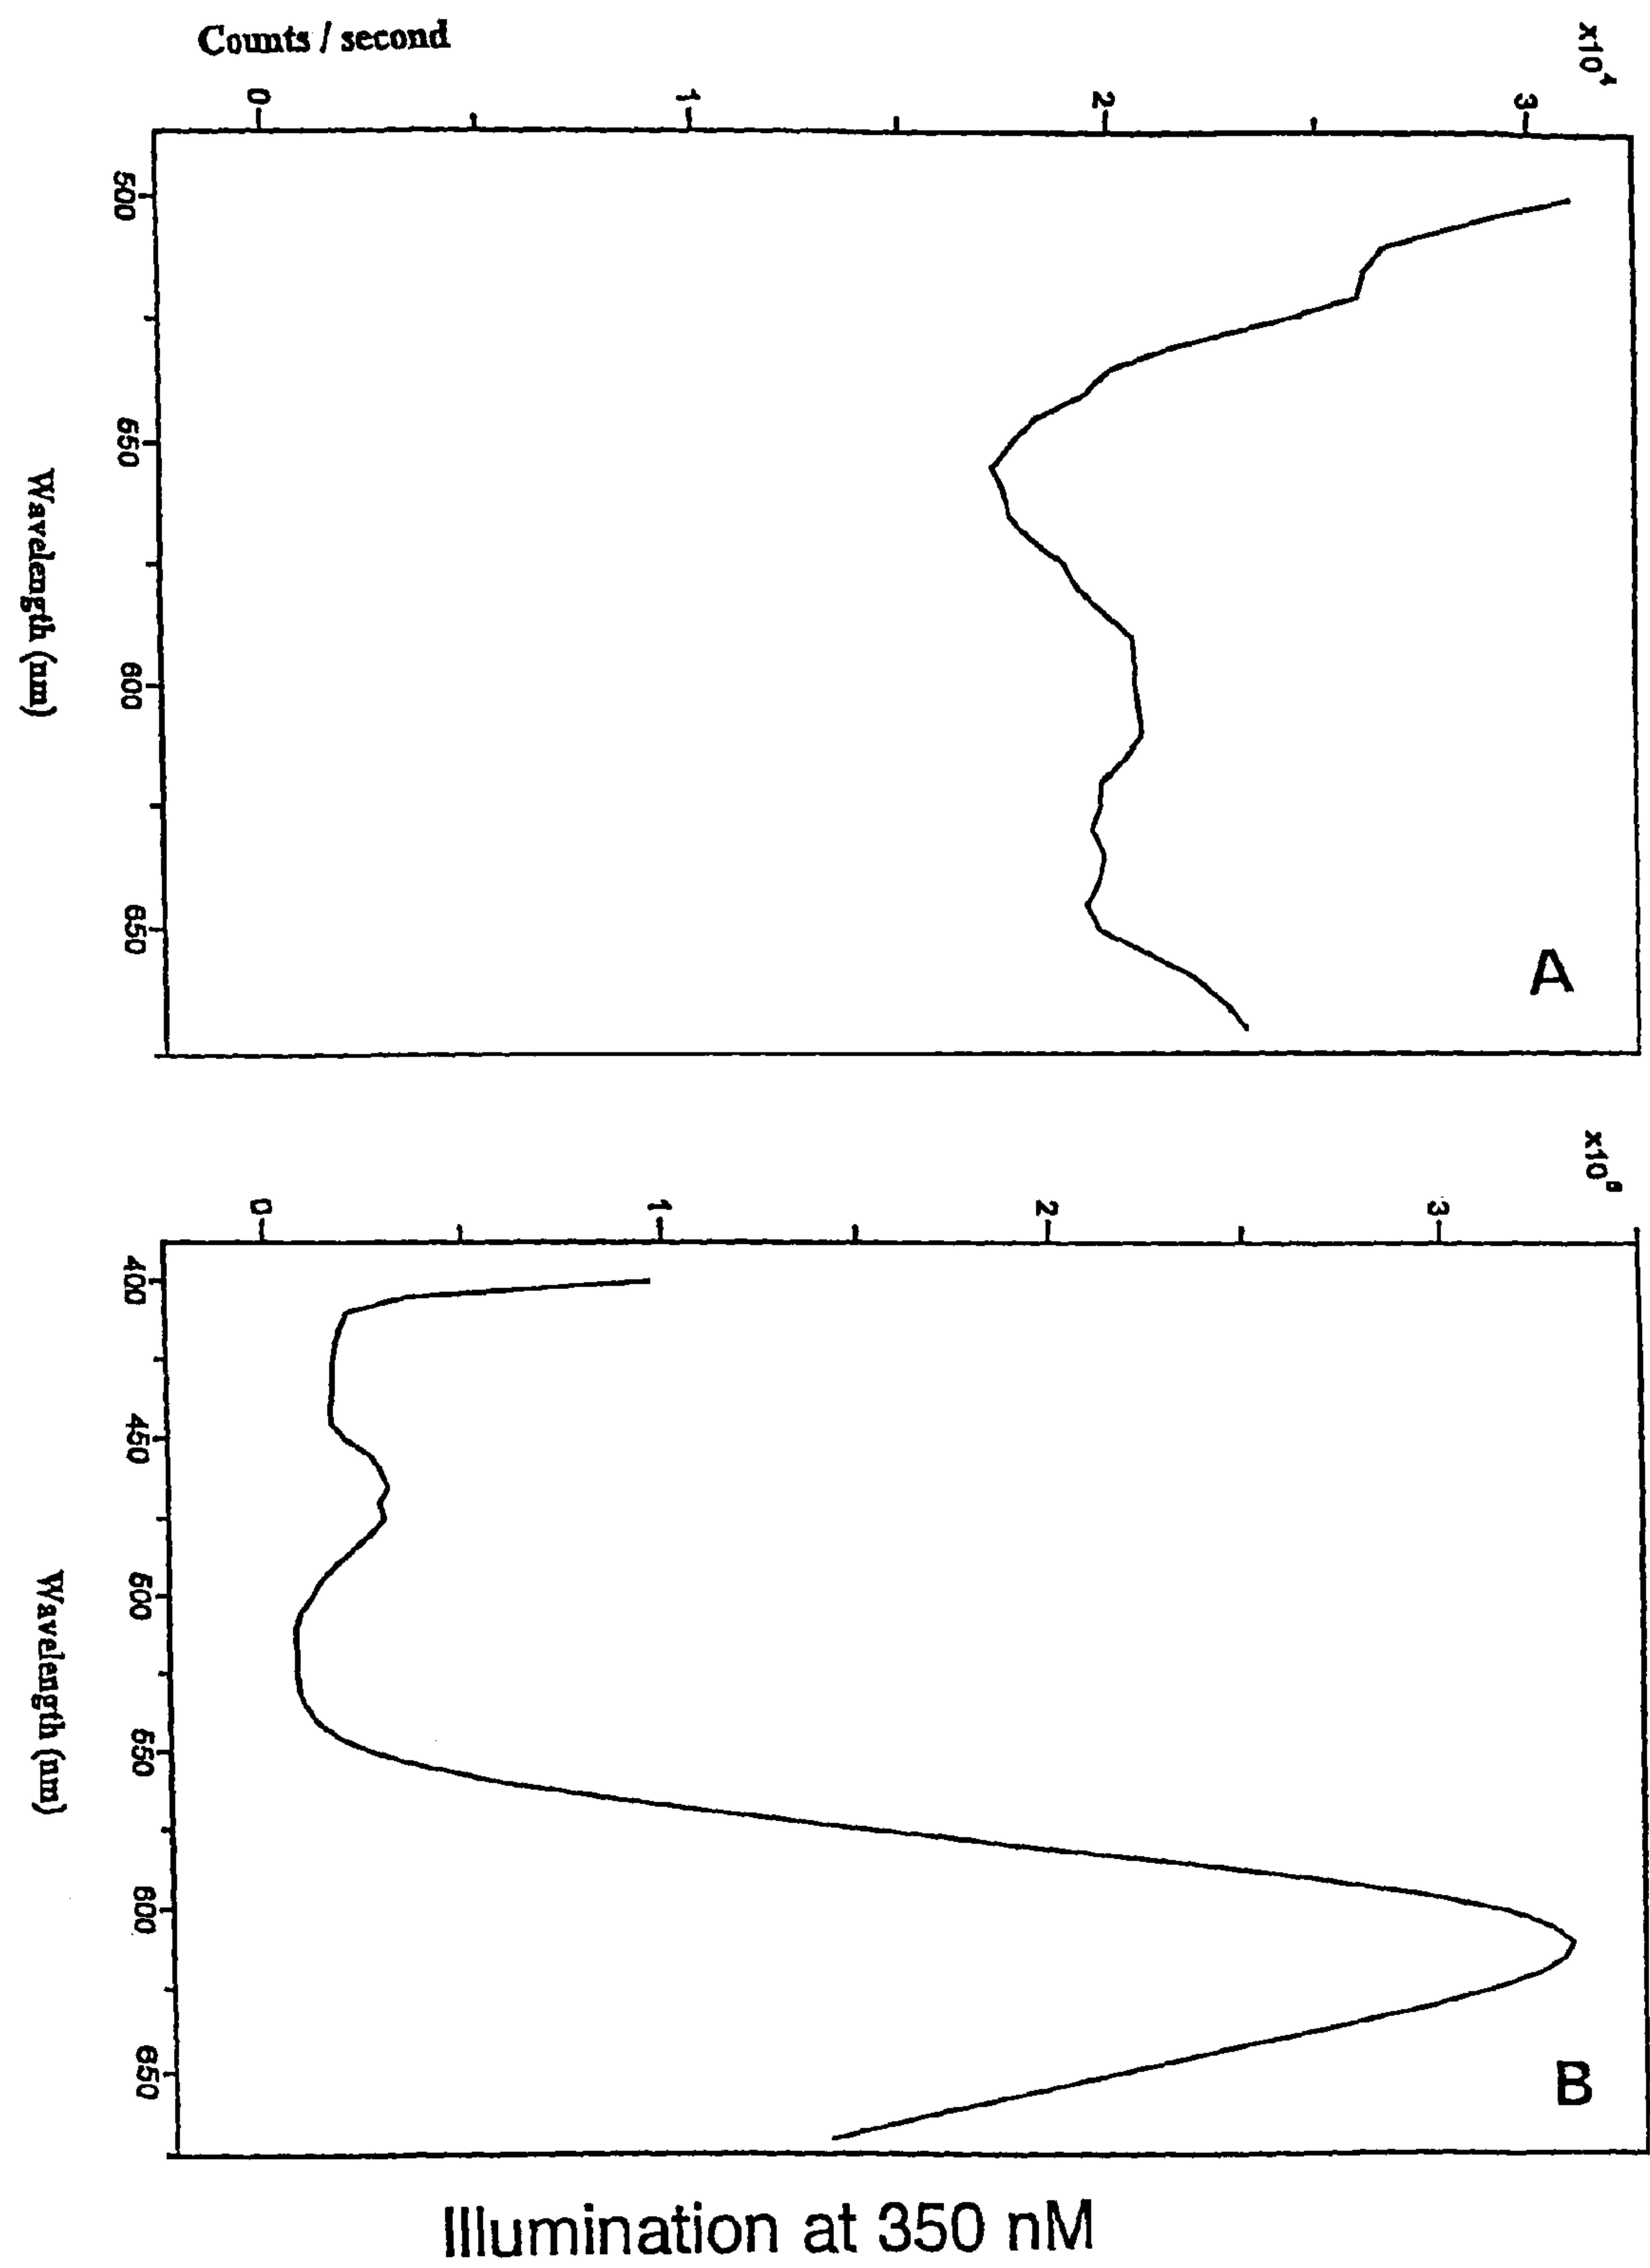 Counts / second
x10⁴
0 1 2 3
500 550 600 650
Wavelength (nm)
A
x10⁶
0 1 2 3
400 450 500 550 600 650
Wavelength (nm)
B
Illumination at 350 nM